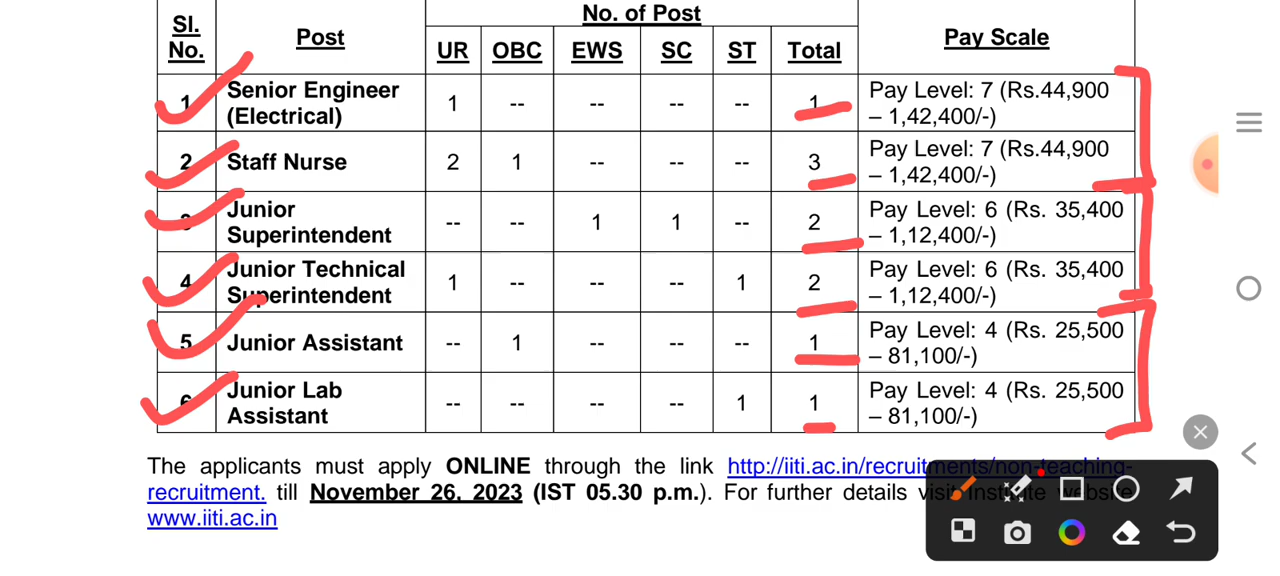 No. of Post
Sl. No. Post UR OBC EWS SC ST Total Pay Scale
1 Senior Engineer (Electrical) 1 -- -- -- -- 1 Pay Level: 7 (Rs.44,900 – 1,42,400/-)
2 Staff Nurse 2 1 -- -- -- 3 Pay Level: 7 (Rs.44,900 – 1,42,400/-)
3 Junior Superintendent -- -- 1 1 -- 2 Pay Level: 6 (Rs. 35,400 – 1,12,400/-)
4 Junior Technical Superintendent 1 -- -- -- 1 2 Pay Level: 6 (Rs. 35,400 – 1,12,400/-)
5 Junior Assistant -- 1 -- -- -- 1 Pay Level: 4 (Rs. 25,500 – 81,100/-)
6 Junior Lab Assistant -- -- -- -- 1 1 Pay Level: 4 (Rs. 25,500 – 81,100/-)
The applicants must apply ONLINE through the link http://iiti.ac.in/recruitments/non-teaching-
recruitment. till November 26, 2023 (IST 05.30 p.m.). For further details visit Institute website
www.iiti.ac.in